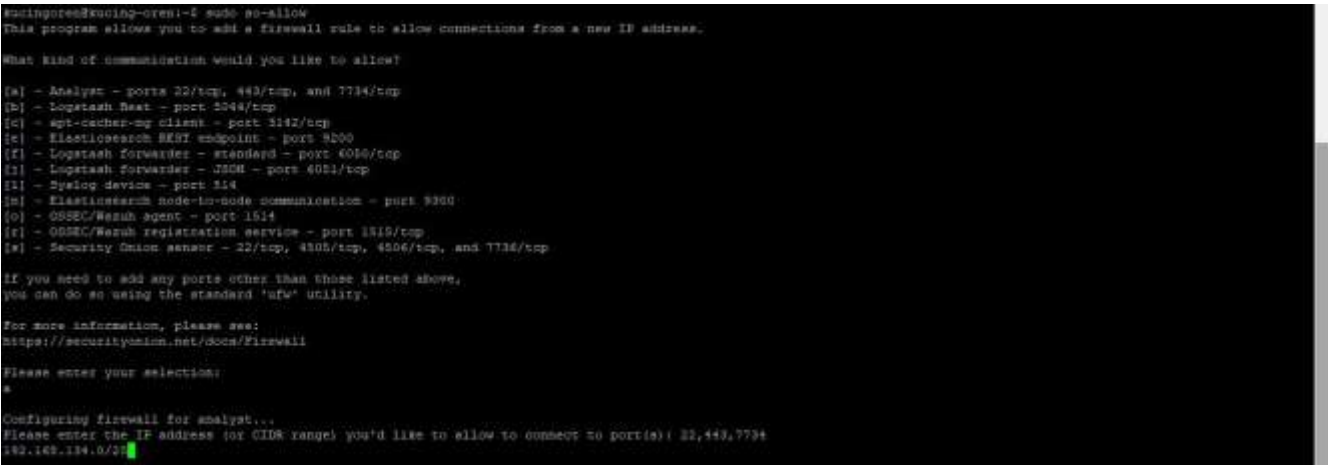 kucingoren@kucing-oren:~$ sudo so-allow
This program allows you to add a firewall rule to allow connections from a new IP address.
What kind of communication would you like to allow?
[a] - Analyst - ports 22/tcp, 443/tcp, and 7734/tcp
[b] - Logstash Beat - port 5044/tcp
[c] - apt-cacher-ng client - port 3142/tcp
[e] - Elasticsearch REST endpoint - port 9200
[f] - Logstash forwarder - standard - port 6050/tcp
[j] - Logstash forwarder - JSON - port 6051/tcp
[l] - Syslog device - port 514
[n] - Elasticsearch node-to-node communication - port 9300
[o] - OSSEC/Wazuh agent - port 1514
[r] - OSSEC/Wazuh registration service - port 1515/tcp
[s] - Security Onion sensor - 22/tcp, 4505/tcp, 4506/tcp, and 7736/tcp
If you need to add any ports other than those listed above,
you can do so using the standard 'ufw' utility.
For more information, please see:
https://securityonion.net/docs/Firewall
Please enter your selection:
a
Configuring firewall for analyst...
Please enter the IP address (or CIDR range) you'd like to allow to connect to port(s): 22,443,7734